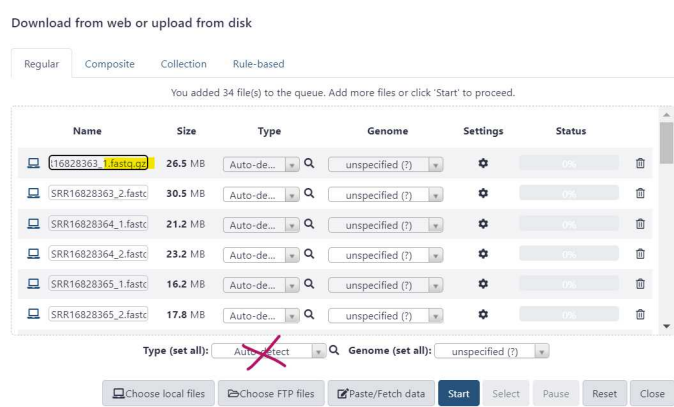 Download from web or upload from disk
Regular Composite Collection Rule-based
You added 34 file(s) to the queue. Add more files or click 'Start' to proceed.
Name Size Type Genome Settings Status
16828363_1.fastq.gz 26.5 MB Auto-de... unspecified (?) 0%
SRR16828363_2.fastq 30.5 MB Auto-de... unspecified (?) 0%
SRR16828364_1.fastq 21.2 MB Auto-de... unspecified (?) 0%
SRR16828364_2.fastq 23.2 MB Auto-de... unspecified (?) 0%
SRR16828365_1.fastq 16.2 MB Auto-de... unspecified (?) 0%
SRR16828365_2.fastq 17.8 MB Auto-de... unspecified (?) 0%
Type (set all): Auto-detect Genome (set all): unspecified (?)
Choose local files Choose FTP files Paste/Fetch data Start Select Pause Reset Close